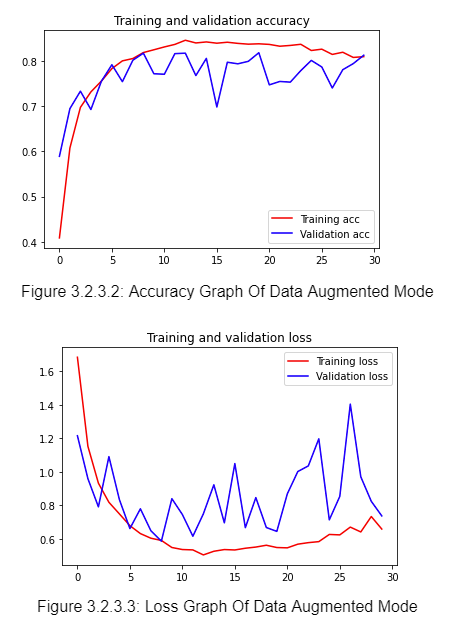 Training and validation accuracy
0.8
0.7
0.6
0.5
0.4
Training acc
Validation acc
0 5 10 15 20 25 30
Figure 3.2.3.2: Accuracy Graph Of Data Augmented Mode
Training and validation loss
1.6
1.4
1.2
1.0
0.8
0.6
Training loss
Validation loss
0 5 10 15 20 25 30
Figure 3.2.3.3: Loss Graph Of Data Augmented Mode